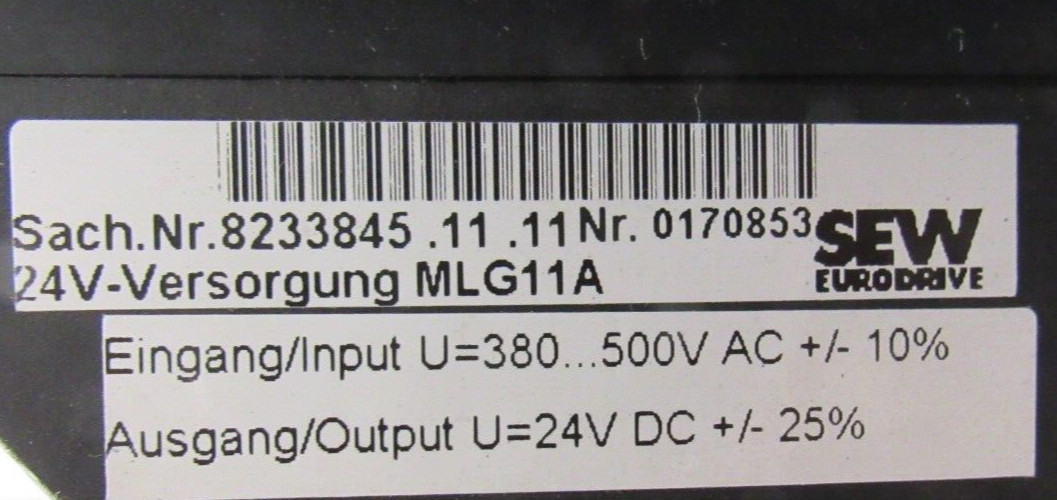 Sach.Nr.8233845 .11 .11 Nr. 0170853
SEW
EURODRIVE
24V-Versorgung MLG11A
Eingang/Input U=380...500V AC +/- 10%
Ausgang/Output U=24V DC +/- 25%